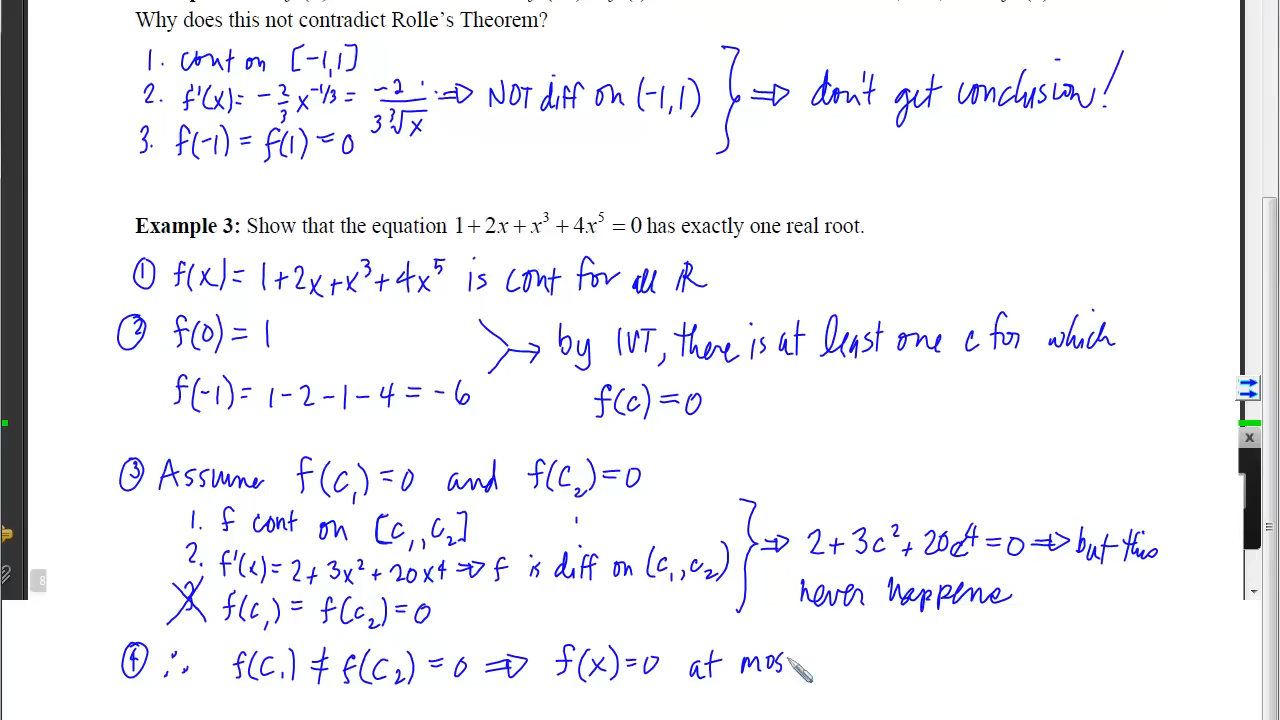 Why does this not contradict Rolle's Theorem?
1. cont on [-1,1]
2. f'(x) = -2/3 x^-1/3 = -2/(3∛x) ⇒ NOT diff on (-1,1)
3. f(-1) = f(1) = 0
⇒ don't get conclusion!
Example 3: Show that the equation 1+2x+x³+4x⁵=0 has exactly one real root.
① f(x) = 1+2x+x³+4x⁵ is cont for all ℝ
② f(0) = 1
f(-1) = 1-2-1-4 = -6
→ by IVT, there is at least one c for which
f(c) = 0
③ Assume f(c₁)=0 and f(c₂)=0
1. f cont on [c₁,c₂]
2. f'(x) = 2+3x²+20x⁴ ⇒ f is diff on (c₁,c₂)
3. f(c₁) = f(c₂) = 0
⇒ 2+3c²+20c⁴=0 ⇒ but this
never happens
④ ∴ f(c₁) ≠ f(c₂) = 0 ⇒ f(x)=0 at mos
x
8